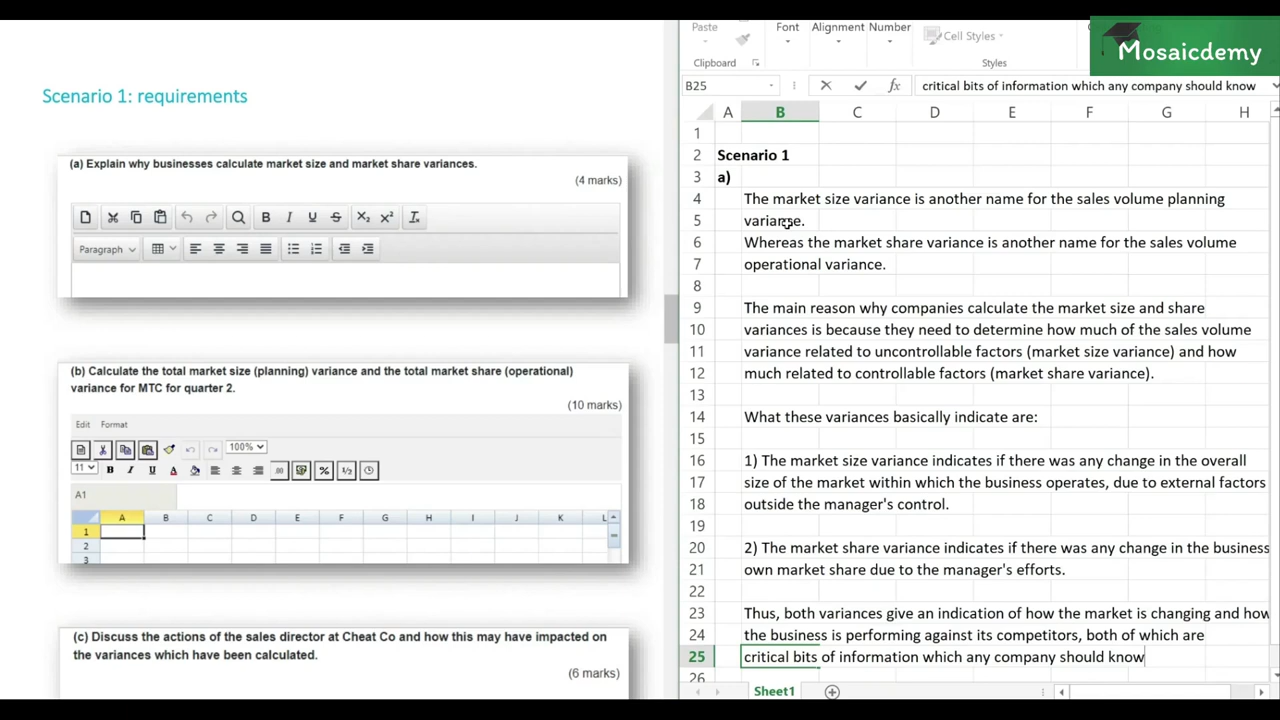 Scenario 1: requirements
(a) Explain why businesses calculate market size and market share variances.
(4 marks)
Paragraph
(b) Calculate the total market size (planning) variance and the total market share (operational)
variance for MTC for quarter 2.
(10 marks)
Edit Format
100%
11 B I U A % 1/2
A1
A B C D E F G H I J K L
1
2
3
(c) Discuss the actions of the sales director at Cheat Co and how this may have impacted on
the variances which have been calculated.
(6 marks)
Paste Font Alignment Number Cell Styles
Clipboard Styles
Mosaicdemy
B25 fx critical bits of information which any company should know
A B C D E F G H
1
2 Scenario 1
3 a)
4 The market size variance is another name for the sales volume planning
5 variance.
6 Whereas the market share variance is another name for the sales volume
7 operational variance.
8
9 The main reason why companies calculate the market size and share
10 variances is because they need to determine how much of the sales volume
11 variance related to uncontrollable factors (market size variance) and how
12 much related to controllable factors (market share variance).
13
14 What these variances basically indicate are:
15
16 1) The market size variance indicates if there was any change in the overall
17 size of the market within which the business operates, due to external factors
18 outside the manager's control.
19
20 2) The market share variance indicates if there was any change in the business
21 own market share due to the manager's efforts.
22
23 Thus, both variances give an indication of how the market is changing and how
24 the business is performing against its competitors, both of which are
25 critical bits of information which any company should know
26
Sheet1